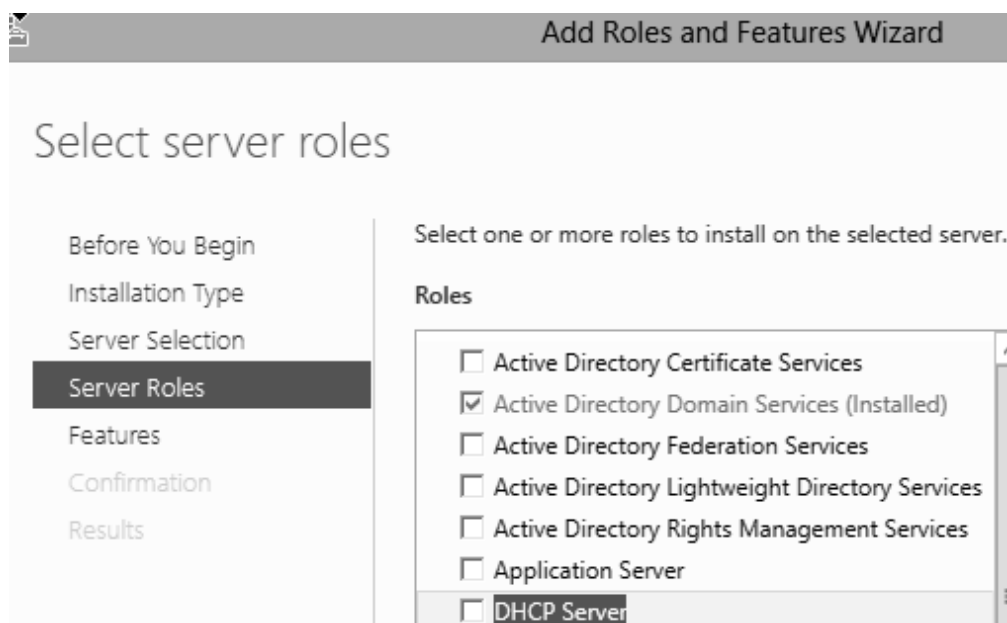 Add Roles and Features Wizard
Select server roles
Before You Begin
Installation Type
Server Selection
Server Roles
Features
Confirmation
Results
Select one or more roles to install on the selected server.
Roles
Active Directory Certificate Services
Active Directory Domain Services (Installed)
Active Directory Federation Services
Active Directory Lightweight Directory Services
Active Directory Rights Management Services
Application Server
DHCP Server